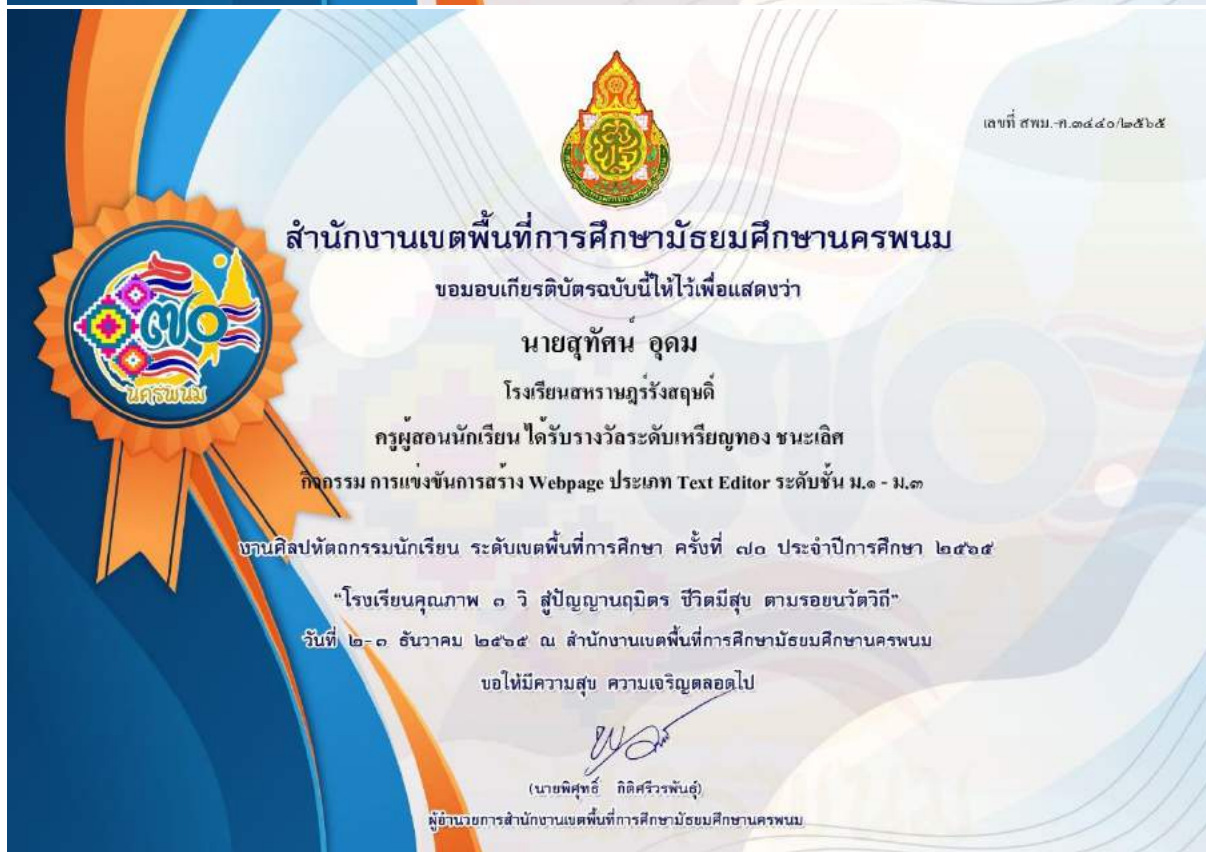 เลขที่ สพม.-ค.๓๔๔๐/๒๕๖๕
สำนักงานเขตพื้นที่การศึกษามัธยมศึกษานครพนม
ขอมอบเกียรติบัตรฉบับนี้ให้ไว้เพื่อแสดงว่า
นายสุทัศน์ อุดม
โรงเรียนสหราษฎร์รังสฤษดิ์
ครูผู้สอนนักเรียน ได้รับรางวัลระดับเหรียญทอง ชนะเลิศ
กิจกรรม การแข่งขันการสร้าง Webpage ประเภท Text Editor ระดับชั้น ม.๑ - ม.๓
งานศิลปหัตถกรรมนักเรียน ระดับเขตพื้นที่การศึกษา ครั้งที่ ๗๐ ประจำปีการศึกษา ๒๕๖๕
"โรงเรียนคุณภาพ ๓ วิ สู่ปัญญานฤมิตร ชีวิตมีสุข ตามรอยนวัตวิถี"
วันที่ ๒-๓ ธันวาคม ๒๕๖๕ ณ สำนักงานเขตพื้นที่การศึกษามัธยมศึกษานครพนม
ขอให้มีความสุข ความเจริญตลอดไป
(นายพิศุทธิ์ กิติศรีวรพันธุ์)
ผู้อำนวยการสำนักงานเขตพื้นที่การศึกษามัธยมศึกษานครพนม
๗๐
นครพนม